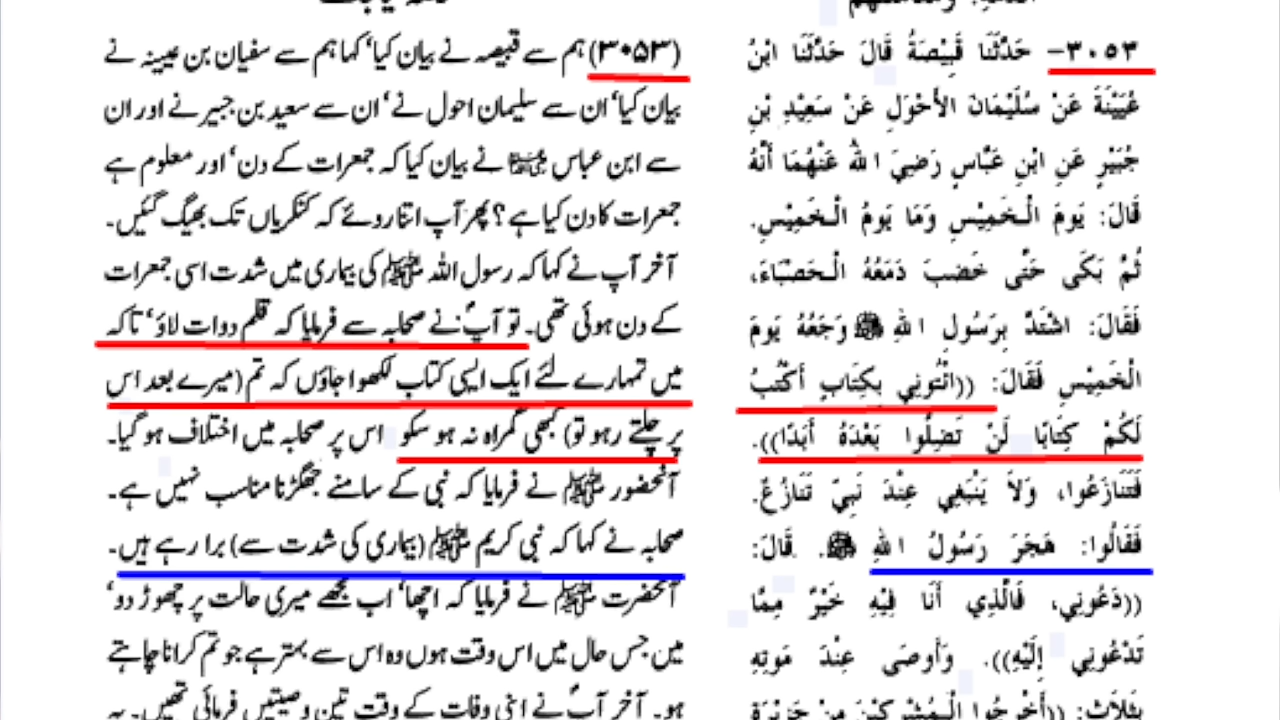 ۳۰۵۳- حَدَّثَنَا قَبِيْصَةُ قَالَ حَدَّثَنَا ابْنُ
عُيَيْنَةَ عَنْ سُلَيْمَانَ الأَحْوَلِ عَنْ سَعِيْدِ بْنِ
جُبَيْرٍ عَنِ ابْنِ عَبَّاسٍ رَضِيَ اللهُ عَنْهُمَا أَنَّهُ
قَالَ: يَومَ الْخَمِيْسِ وَمَا يَومُ الْخَمِيْسِ.
ثُمَّ بَكَى حَتَّى خَضَبَ دَمْعُهُ الْحَصْبَاءَ،
فَقَالَ: اشْتَدَّ بِرَسُولِ اللهِ ﷺ وَجَعُهُ يَومَ
الْخَمِيْسِ فَقَالَ: ((ائْتُونِي بِكِتَابٍ أَكْتُبْ
لَكُمْ كِتَابًا لَنْ تَضِلُّوا بَعْدَهُ أَبَدًا)).
فَتَنَازَعُوا، وَلاَ يَنْبَغِي عِنْدَ نَبِيٍّ تَنَازُعٌ.
فَقَالُوا: هَجَرَ رَسُولُ اللهِ ﷺ. قَالَ:
((دَعُونِي، فَالَّذِي أَنَا فِيْهِ خَيْرٌ مِمَّا
تَدْعُونِي إِلَيْهِ)). وَأَوصَى عِنْدَ مَوتِهِ
بِثَلاَثٍ: ((أَخْرِجُوا الْمُشْرِكِيْنَ مِنْ جَزِيْرَةِ
(۳۰۵۳) ہم سے قبیصہ نے بیان کیا‘ کہا ہم سے سفیان بن عیینہ نے
بیان کیا‘ ان سے سلیمان احول نے‘ ان سے سعید بن جبیر نے اور ان
سے ابن عباس ؓ نے بیان کیا کہ جمعرات کے دن‘ اور معلوم ہے
جمعرات کا دن کیا ہے؟ پھر آپ اتنا روئے کہ کنکریاں تک بھیگ گئیں۔
آخر آپ نے کہا کہ رسول اللہ ﷺ کی بیماری میں شدت اسی جمعرات
کے دن ہوئی تھی۔ تو آپؐ نے صحابہ سے فرمایا کہ قلم دوات لاؤ‘ تاکہ
میں تمہارے لئے ایک ایسی کتاب لکھوا جاؤں کہ تم (میرے بعد اس
پر چلتے رہو تو) کبھی گمراہ نہ ہو سکو اس پر صحابہ میں اختلاف ہو گیا۔
آنحضور ﷺ نے فرمایا کہ نبی کے سامنے جھگڑنا مناسب نہیں ہے۔
صحابہ نے کہا کہ نبی کریم ﷺ (بیماری کی شدت سے) برا رہے ہیں۔
آنحضرت ﷺ نے فرمایا کہ اچھا‘ اب مجھے میری حالت پر چھوڑ دو‘
میں جس حال میں اس وقت ہوں وہ اس سے بہتر ہے جو تم کرانا چاہتے
ہو۔ آخر آپؐ نے اپنی وفات کے وقت تین وصیتیں فرمائی تھیں۔ یہ